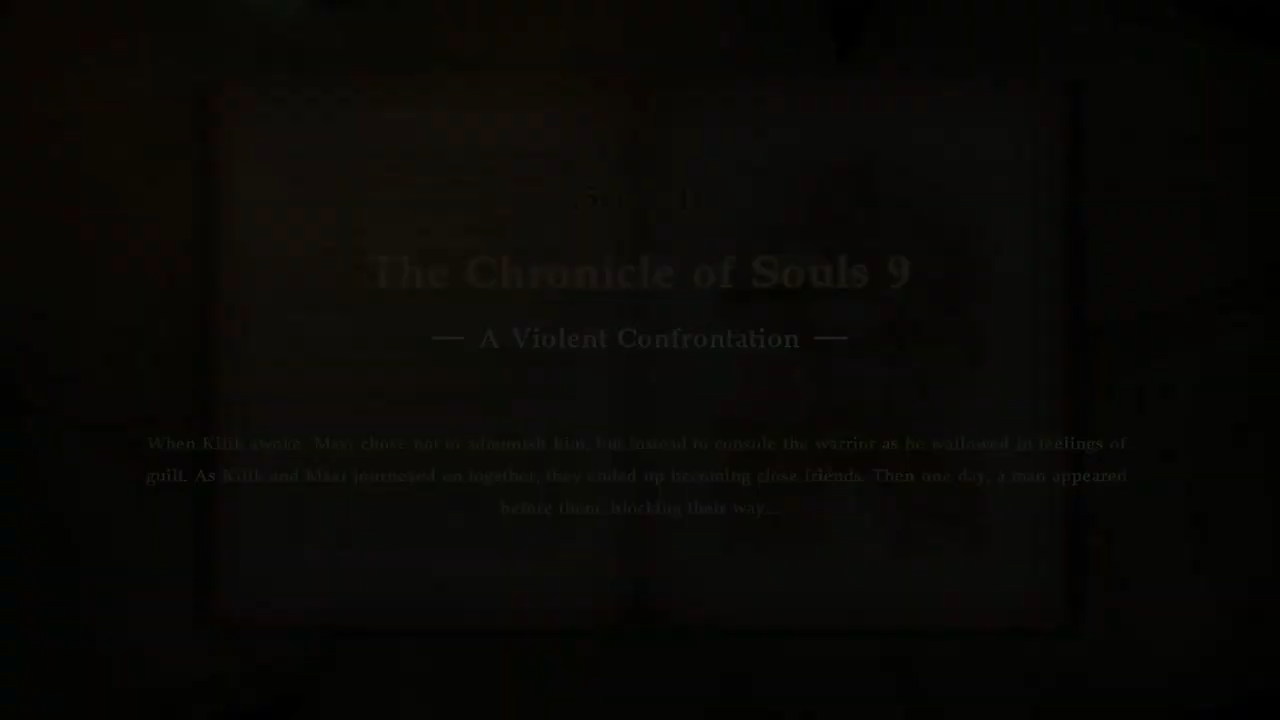 The Chronicle of Souls 9
— A Violent Confrontation —
When Kilik awoke, Maxi chose not to admonish him, but instead to console the warrior as he wallowed in feelings of
guilt. As Kilik and Maxi journeyed on together, they ended up becoming close friends. Then one day, a man appeared
before them, blocking their way...